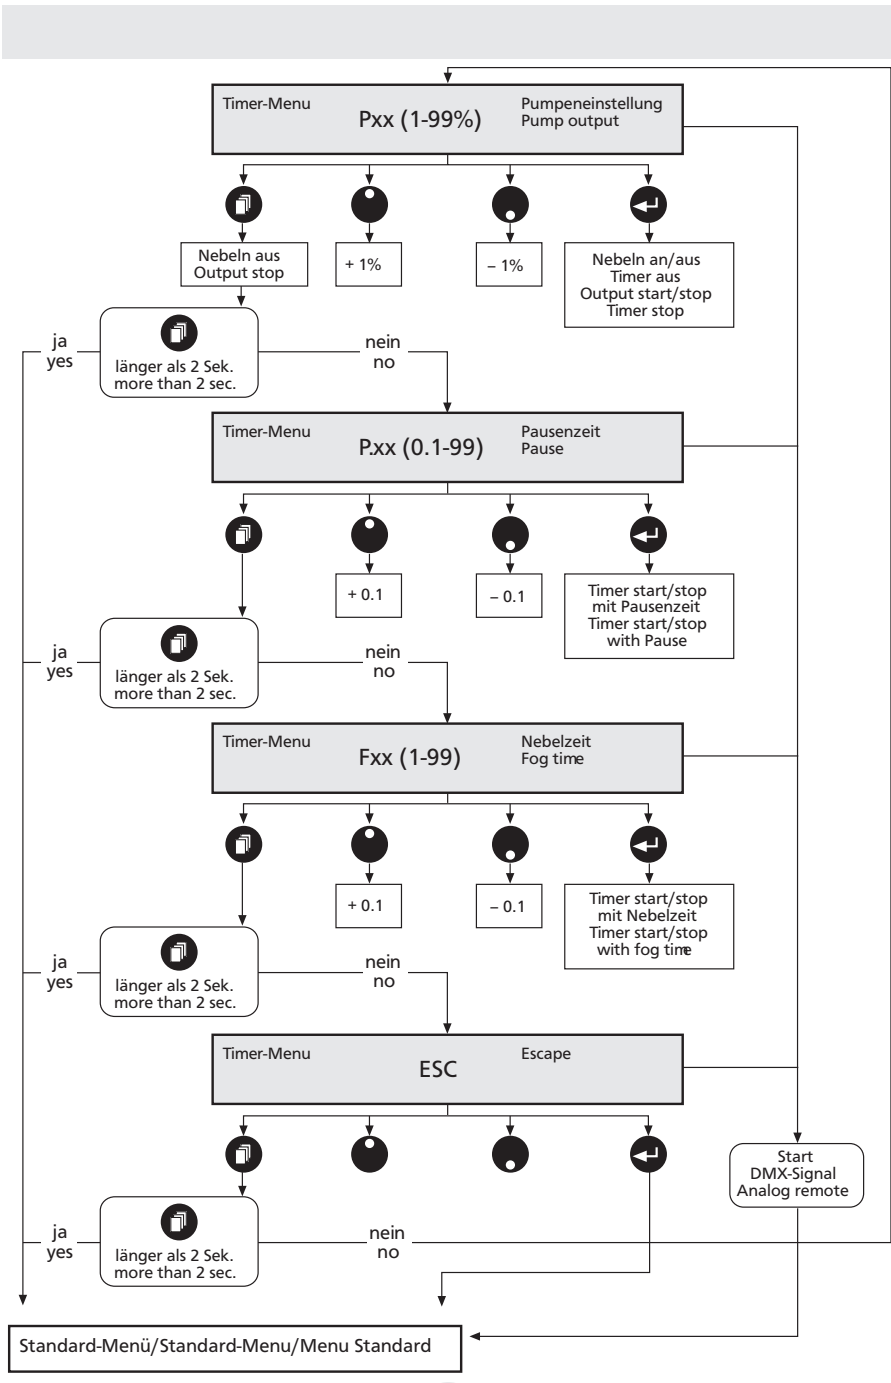 Timer-Menu
Pxx (1-99%)
Pumpeneinstellung
Pump output
Nebeln aus
Output stop
+ 1%
– 1%
Nebeln an/aus
Timer aus
Output start/stop
Timer stop
ja
yes
länger als 2 Sek.
more than 2 sec.
nein
no
Timer-Menu
P.xx (0.1-99)
Pausenzeit
Pause
+ 0.1
– 0.1
Timer start/stop
mit Pausenzeit
Timer start/stop
with Pause
ja
yes
länger als 2 Sek.
more than 2 sec.
nein
no
Timer-Menu
Fxx (1-99)
Nebelzeit
Fog time
+ 0.1
– 0.1
Timer start/stop
mit Nebelzeit
Timer start/stop
with fog time
ja
yes
länger als 2 Sek.
more than 2 sec.
nein
no
Timer-Menu
ESC
Escape
Start
DMX-Signal
Analog remote
ja
yes
länger als 2 Sek.
more than 2 sec.
nein
no
Standard-Menü/Standard-Menu/Menu Standard